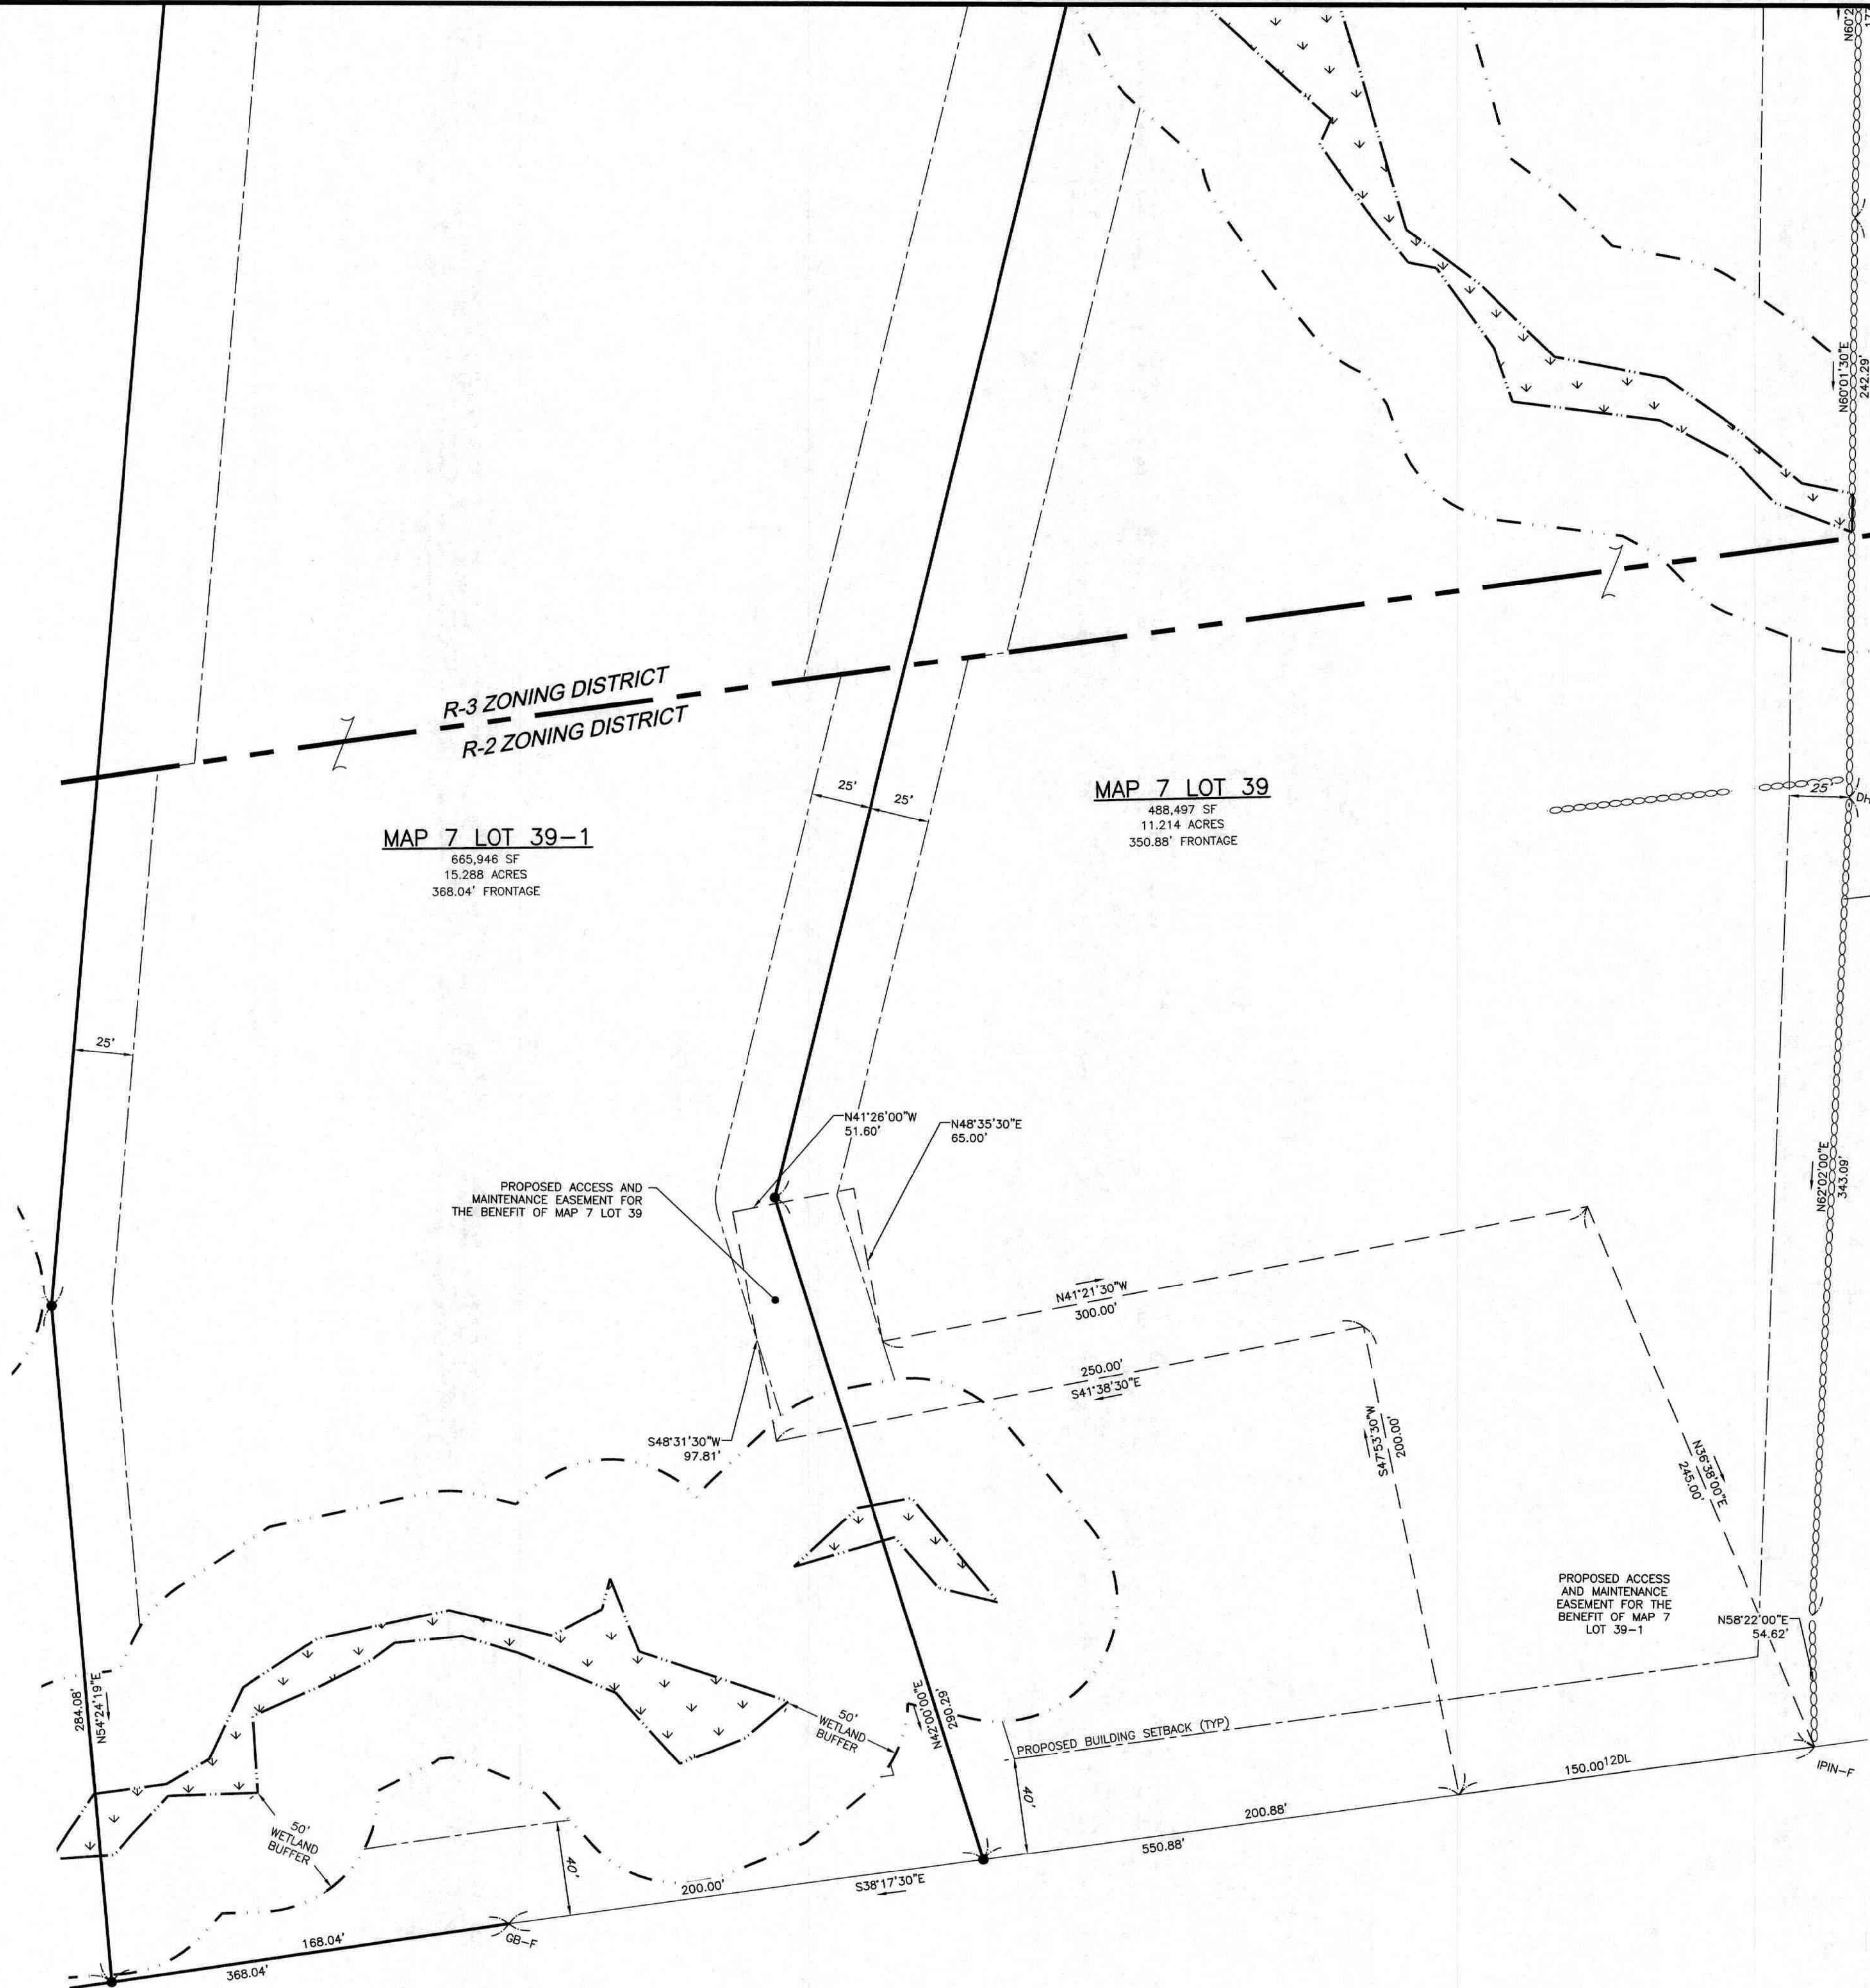 N60°2
17
N60°01'30"E
242.29'
R-3 ZONING DISTRICT
R-2 ZONING DISTRICT
25'
25'
MAP 7 LOT 39
488,497 SF
11.214 ACRES
350.88' FRONTAGE
25'
DH
MAP 7 LOT 39-1
665,946 SF
15.288 ACRES
368.04' FRONTAGE
25'
N41°26'00"W
51.60'
N48°35'30"E
65.00'
PROPOSED ACCESS AND
MAINTENANCE EASEMENT FOR
THE BENEFIT OF MAP 7 LOT 39
N62°02'00"E
343.09'
N41°21'30"W
300.00'
250.00'
S41°38'30"E
S48°31'30"W
97.81'
S47°53'30"W
200.00'
N36°38'00"E
245.00'
PROPOSED ACCESS
AND MAINTENANCE
EASEMENT FOR THE
BENEFIT OF MAP 7
LOT 39-1
N58°22'00"E
54.62'
284.08'
N54°24'19"E
50'
WETLAND
BUFFER
N42°00'00"E
290.29'
PROPOSED BUILDING SETBACK (TYP)
40'
150.00'
12DL
IPIN-F
200.88'
550.88'
50'
WETLAND
BUFFER
40'
200.00'
S38°17'30"E
GB-F
168.04'
368.04'